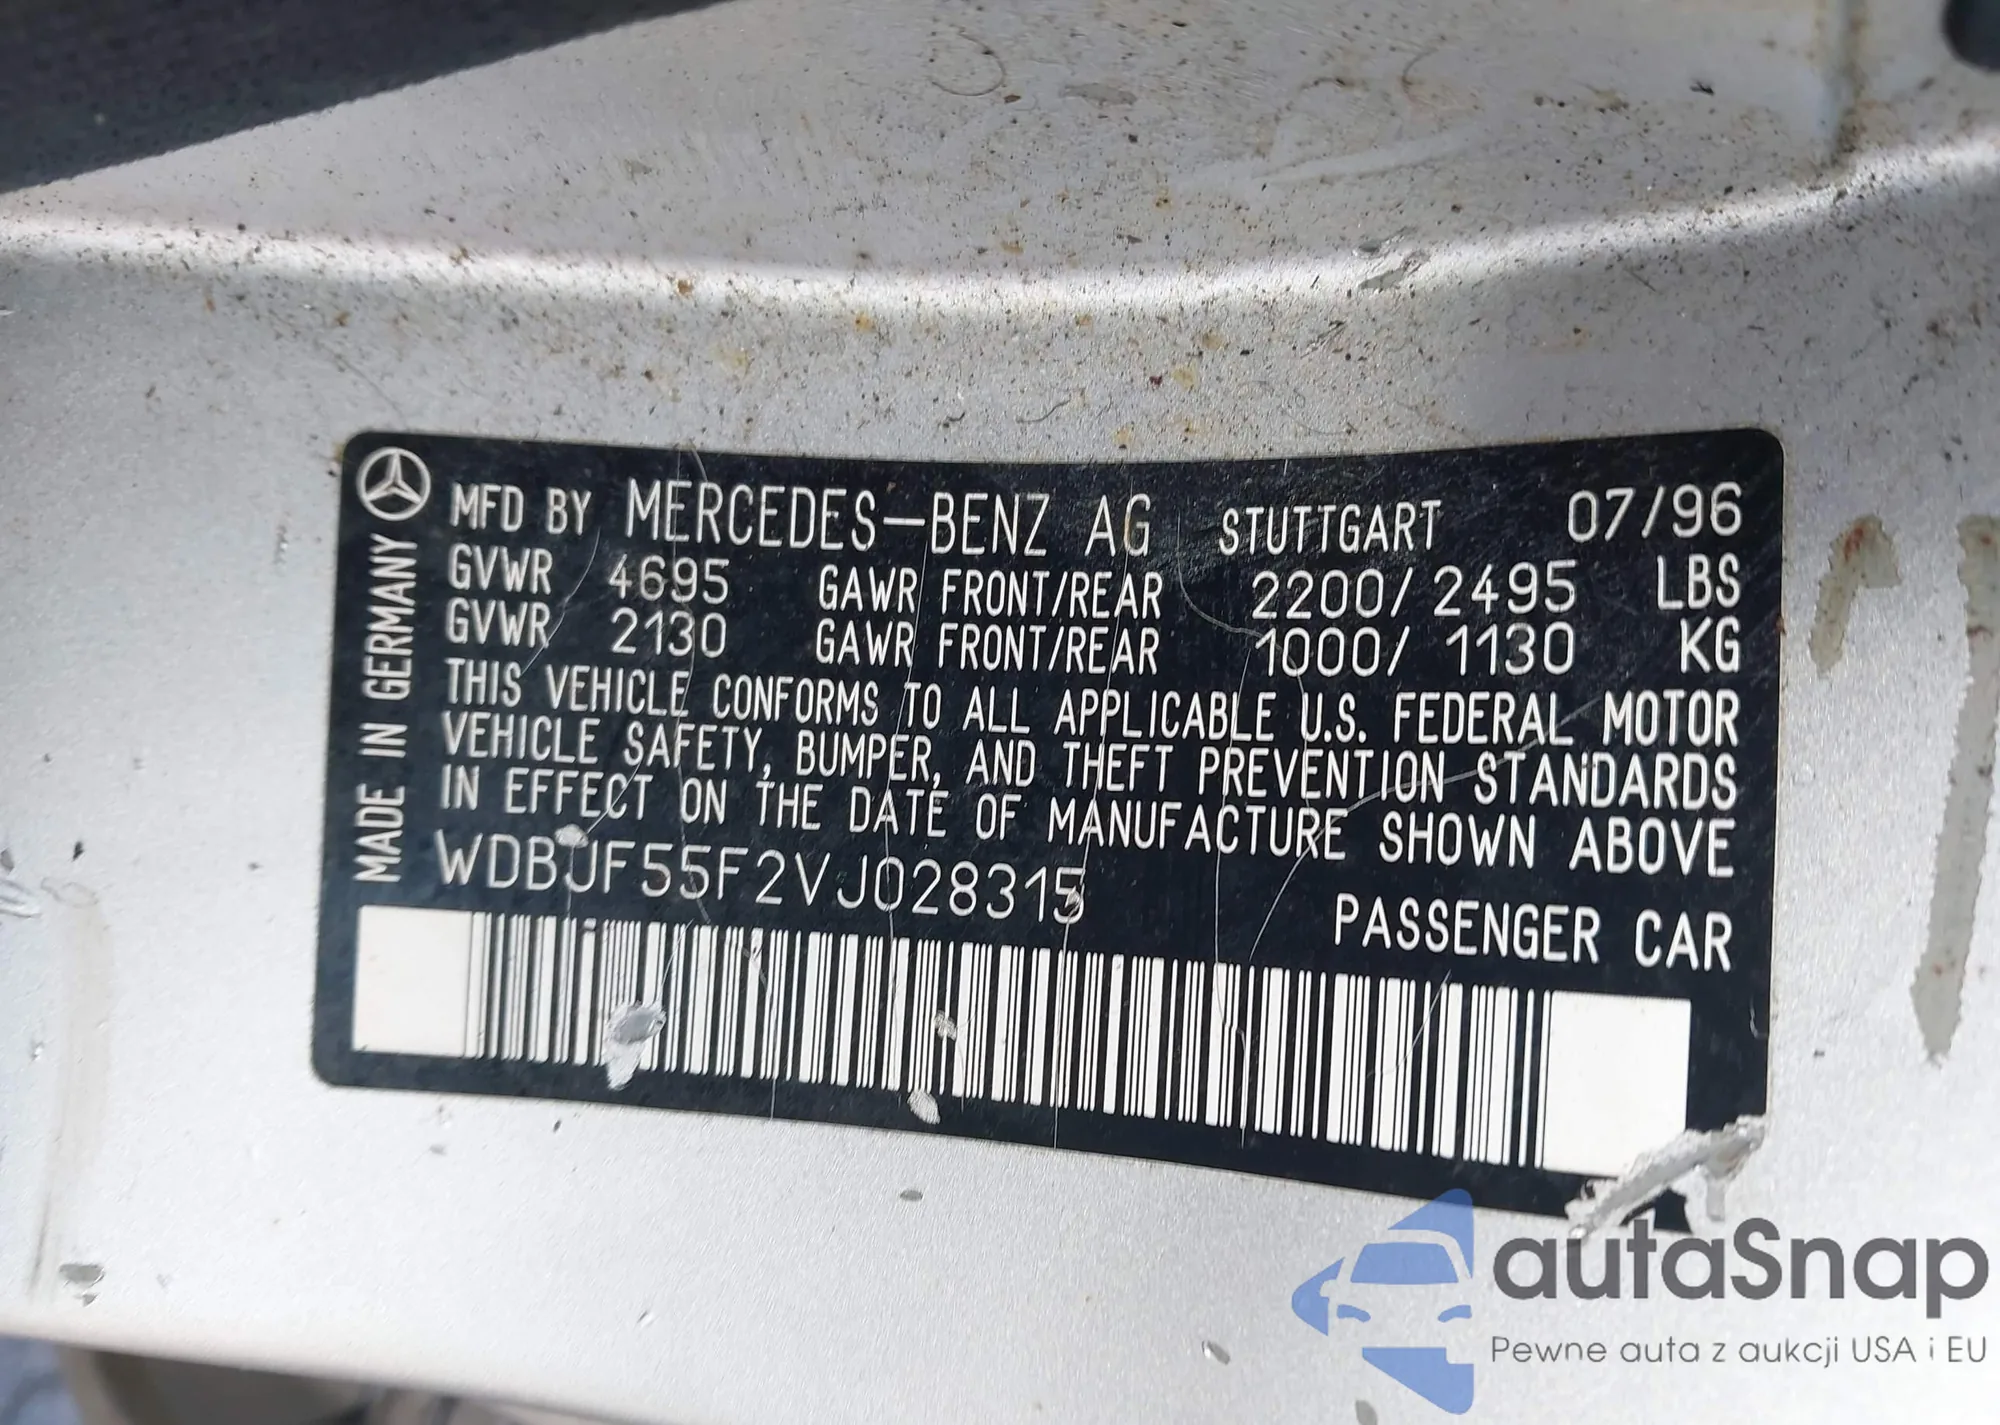 MFD BY MERCEDES-BENZ AG STUTTGART 07/96
GVWR 4695 GAWR FRONT/REAR 2200/ 2495 LBS
GVWR 2130 GAWR FRONT/REAR 1000/ 1130 KG
THIS VEHICLE CONFORMS TO ALL APPLICABLE U.S. FEDERAL MOTOR
VEHICLE SAFETY, BUMPER, AND THEFT PREVENTION STANDARDS
IN EFFECT ON THE DATE OF MANUFACTURE SHOWN ABOVE
WDBJF55F2VJ028315
PASSENGER CAR
MADE IN GERMANY
autaSnap
Pewne auta z aukcji USA i EU